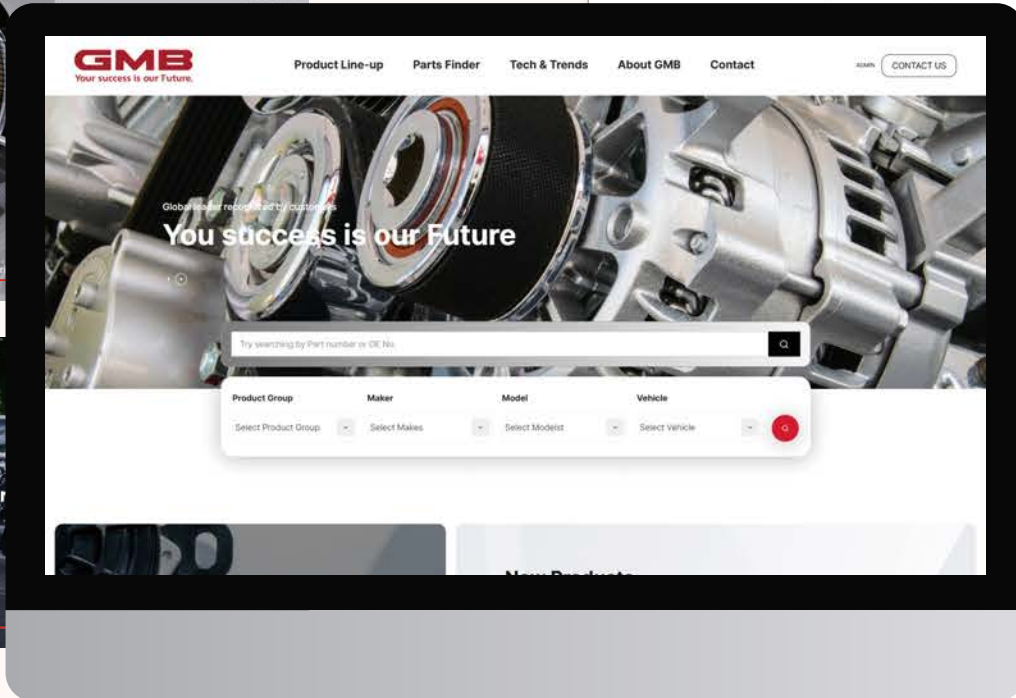 GMB
Your success is our Future.
Product Line-up
Parts Finder
Tech & Trends
About GMB
Contact
ADMIN
CONTACT US
Global leader recognized by customers
You success is our Future
Try searching by Part number or OE No.
Product Group
Maker
Model
Vehicle
Select Product Group
Select Makes
Select Modelst
Select Vehicle
New Products